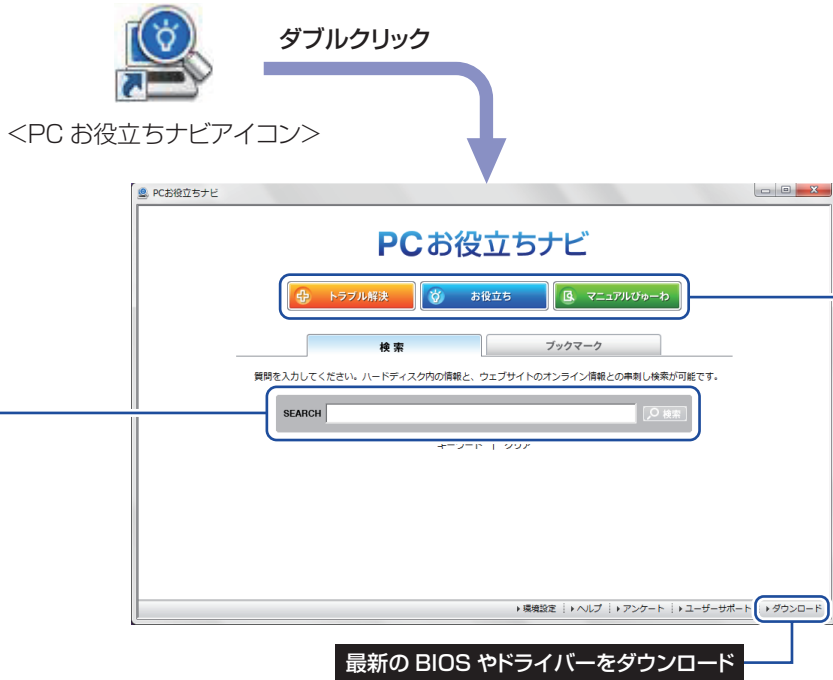 ダブルクリック
<PC お役立ちナビアイコン>
PCお役立ちナビ
PCお役立ちナビ
トラブル解決 お役立ち マニュアルびゅーわ
検索 ブックマーク
質問を入力してください。ハードディスク内の情報と、ウェブサイトのオンライン情報との串刺し検索が可能です。
SEARCH 検索
キーワード | クリア
環境設定 ヘルプ アンケート ユーザーサポート ダウンロード
最新の BIOS やドライバーをダウンロード